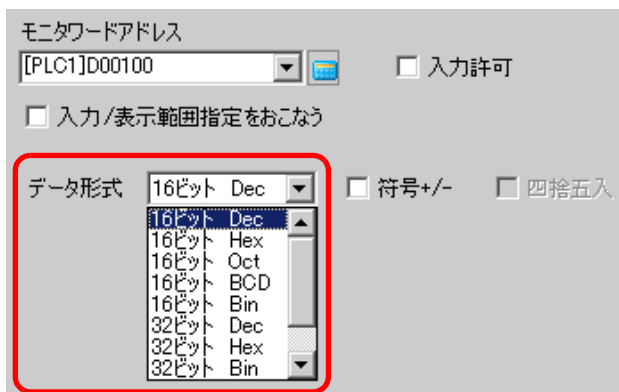 モニタワードアドレス
[PLC1]D00100
入力許可
入力/表示範囲指定をおこなう
データ形式 16ビット Dec 符号+/- 四捨五入
16ビット Dec
16ビット Hex
16ビット Oct
16ビット BCD
16ビット Bin
32ビット Dec
32ビット Hex
32ビット Bin